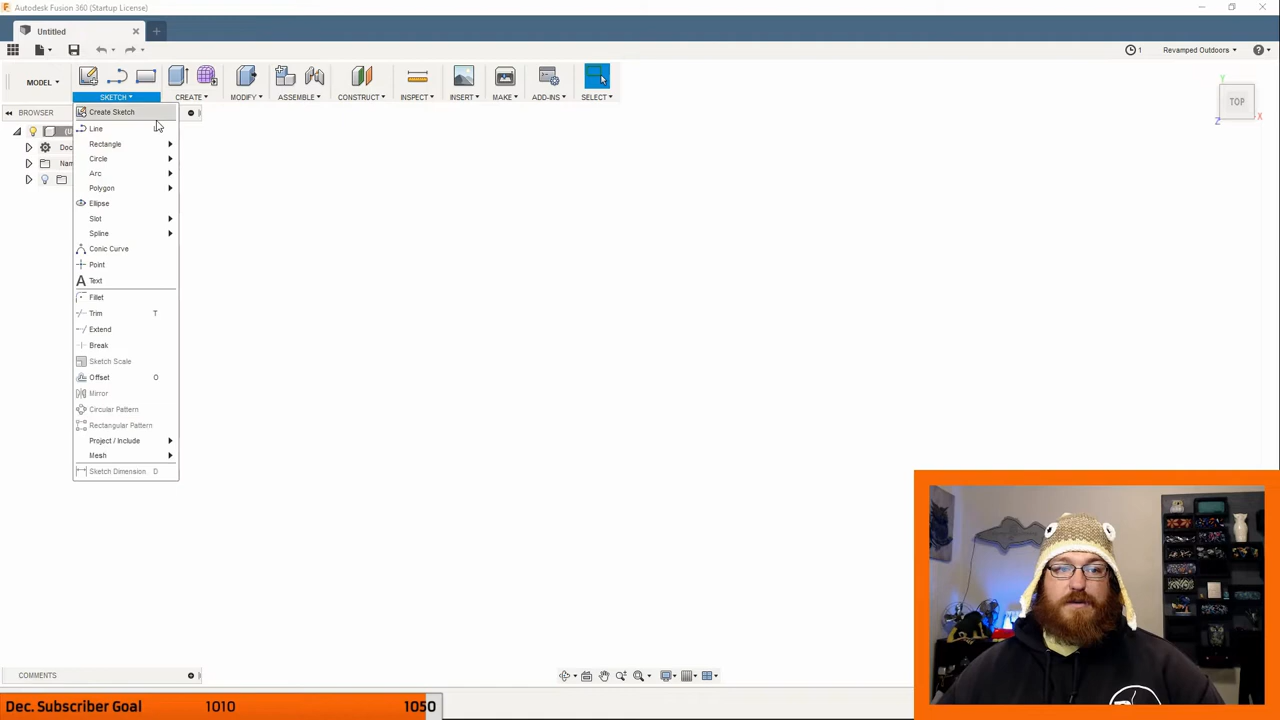 Autodesk Fusion 360 (Startup License)
Untitled
1
Revamped Outdoors
MODEL
SKETCH
CREATE
MODIFY
ASSEMBLE
CONSTRUCT
INSPECT
INSERT
MAKE
ADD-INS
SELECT
Y
TOP
X
Z
BROWSER
Create Sketch
(U
Line
Doc
Rectangle
Nam
Circle
Arc
Polygon
Ellipse
Slot
Spline
Conic Curve
Point
A Text
Fillet
Trim T
Extend
Break
Sketch Scale
Offset O
Mirror
Circular Pattern
Rectangular Pattern
Project / Include
Mesh
Sketch Dimension D
COMMENTS
Dec. Subscriber Goal 1010 1050